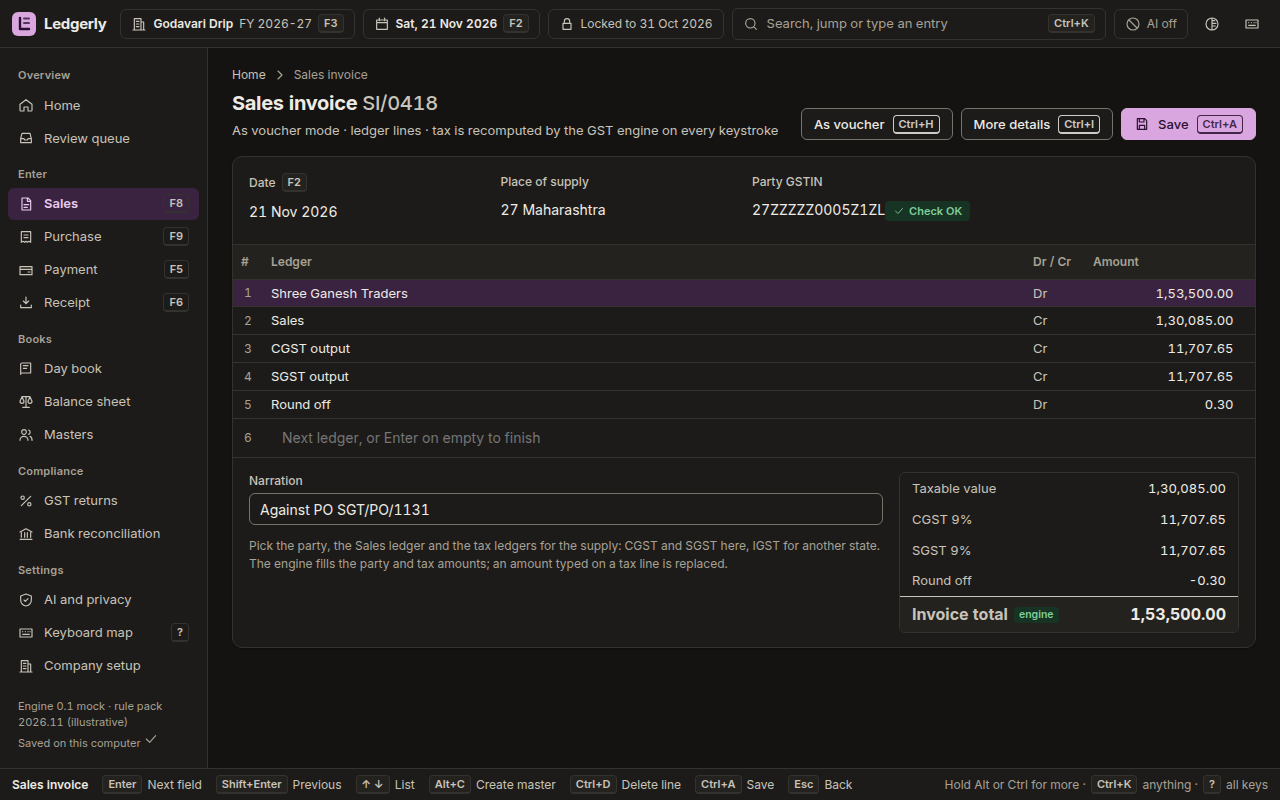 Ledgerly
Godavari Drip FY 2026-27 F3
Sat, 21 Nov 2026 F2
Locked to 31 Oct 2026
Search, jump or type an entry Ctrl+K
AI off
Overview
Home
Review queue
Enter
Sales F8
Purchase F9
Payment F5
Receipt F6
Books
Day book
Balance sheet
Masters
Compliance
GST returns
Bank reconciliation
Settings
AI and privacy
Keyboard map ?
Company setup
Engine 0.1 mock · rule pack
2026.11 (illustrative)
Saved on this computer
Home > Sales invoice
Sales invoice SI/0418
As voucher mode · ledger lines · tax is recomputed by the GST engine on every keystroke
As voucher Ctrl+H
More details Ctrl+I
Save Ctrl+A
Date F2
21 Nov 2026
Place of supply
27 Maharashtra
Party GSTIN
27ZZZZZ0005Z1ZL Check OK
# Ledger Dr / Cr Amount
1 Shree Ganesh Traders Dr 1,53,500.00
2 Sales Cr 1,30,085.00
3 CGST output Cr 11,707.65
4 SGST output Cr 11,707.65
5 Round off Dr 0.30
6 Next ledger, or Enter on empty to finish
Narration
Against PO SGT/PO/1131
Pick the party, the Sales ledger and the tax ledgers for the supply: CGST and SGST here, IGST for another state.
The engine fills the party and tax amounts; an amount typed on a tax line is replaced.
Taxable value 1,30,085.00
CGST 9% 11,707.65
SGST 9% 11,707.65
Round off -0.30
Invoice total engine 1,53,500.00
Sales invoice Enter Next field Shift+Enter Previous ↑↓ List Alt+C Create master Ctrl+D Delete line Ctrl+A Save Esc Back Hold Alt or Ctrl for more · Ctrl+K anything · ? all keys